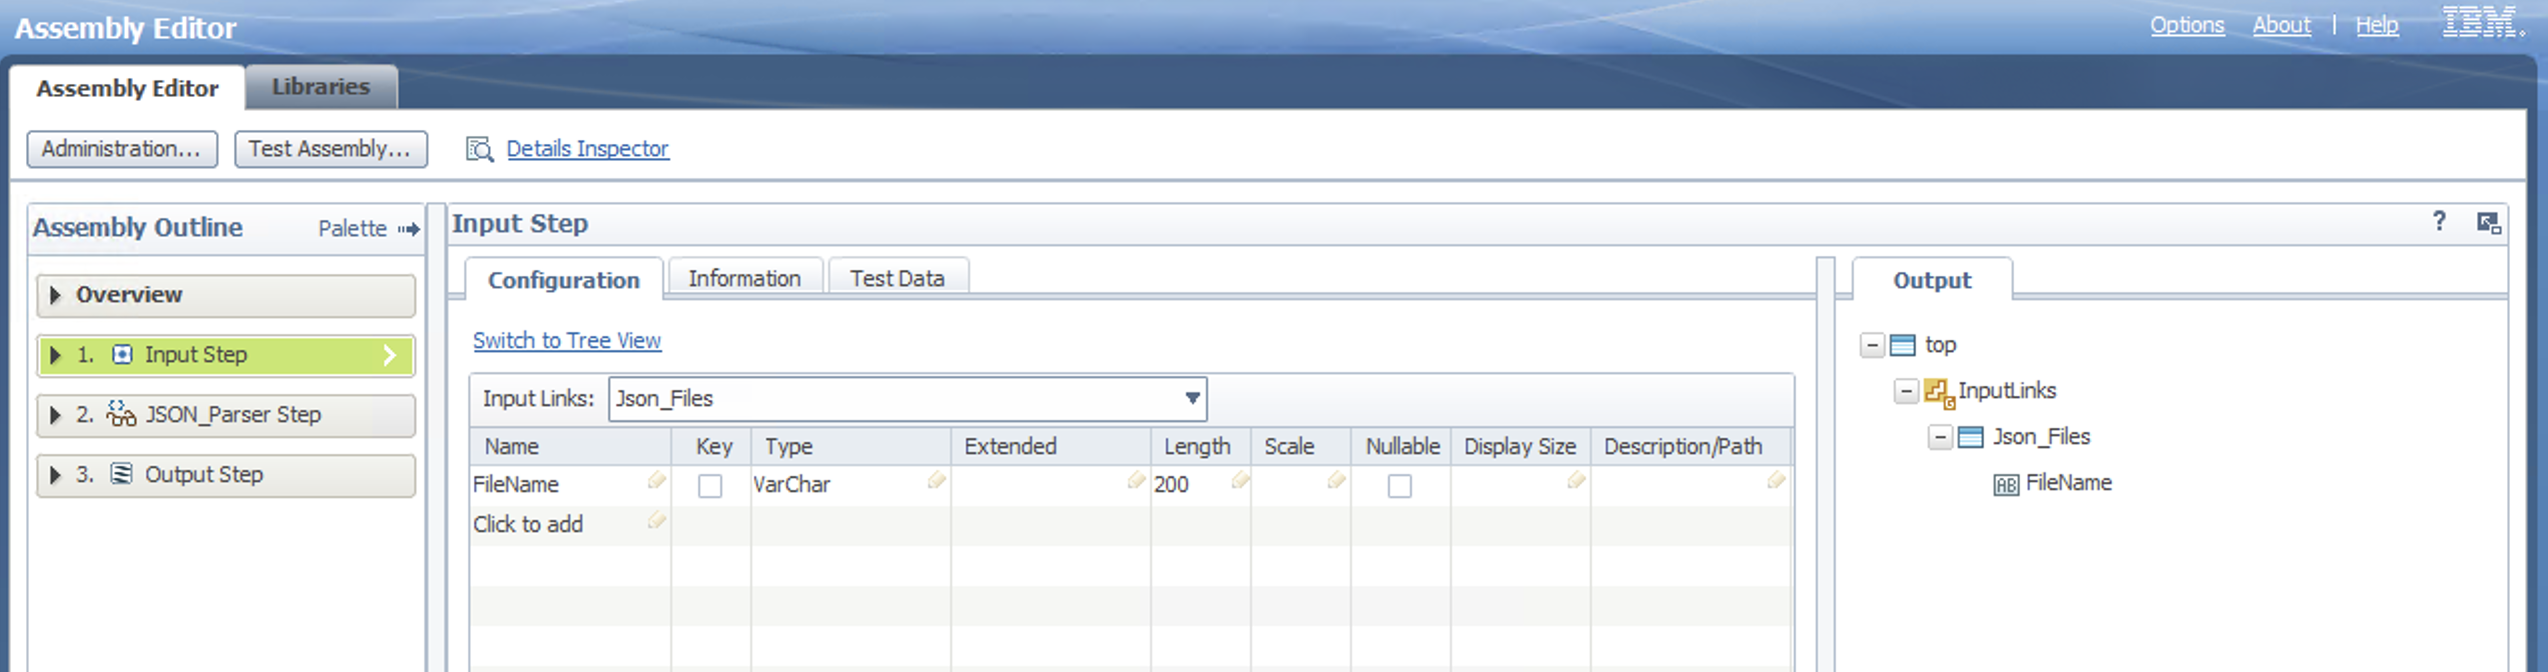 Assembly Editor
Options About | Help IBM.
Assembly Editor Libraries
Administration... Test Assembly... Details Inspector
Assembly Outline Palette
Overview
1. Input Step
2. JSON_Parser Step
3. Output Step
Input Step ?
Configuration Information Test Data
Switch to Tree View
Input Links: Json_Files
Name Key Type Extended Length Scale Nullable Display Size Description/Path
FileName VarChar 200
Click to add
Output
top
InputLinks
Json_Files
AB FileName